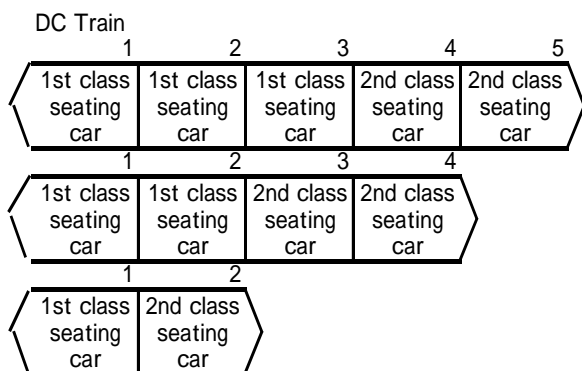 DC Train
1 2 3 4 5
1st class 1st class 1st class 2nd class 2nd class
seating seating seating seating seating
car car car car car
1 2 3 4
1st class 1st class 2nd class 2nd class
seating seating seating seating
car car car car
1 2
1st class 2nd class
seating seating
car car